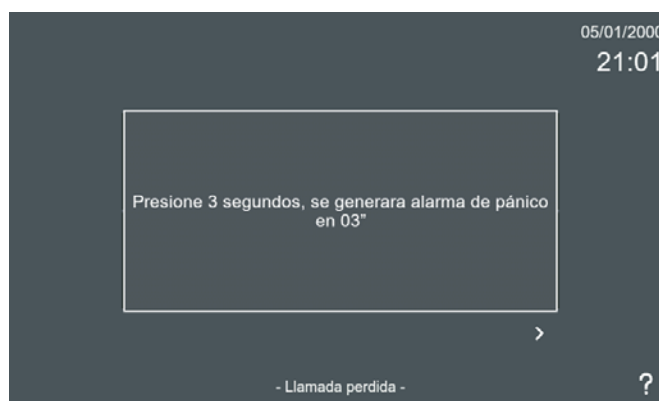 05/01/2000
21:01
Presione 3 segundos, se generara alarma de pánico
en 03"
>
- Llamada perdida -
?